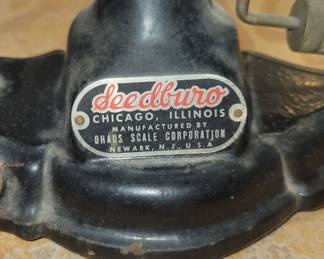 Seedburo
CHICAGO, ILLINOIS
MANUFACTURED BY
OHAUS SCALE CORPORATION
NEWARK, N.J., U.S.A